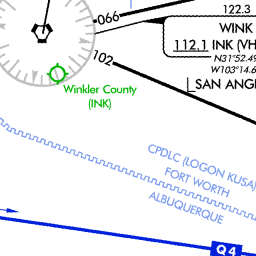 122.3
066
WINK
112.1 INK (VH
N31°52.49
W103°14.6
102
SAN ANG
Winkler County
(INK)
CPDLC (LOGON KUSA)
FORT WORTH
ALBUQUERQUE
Q4